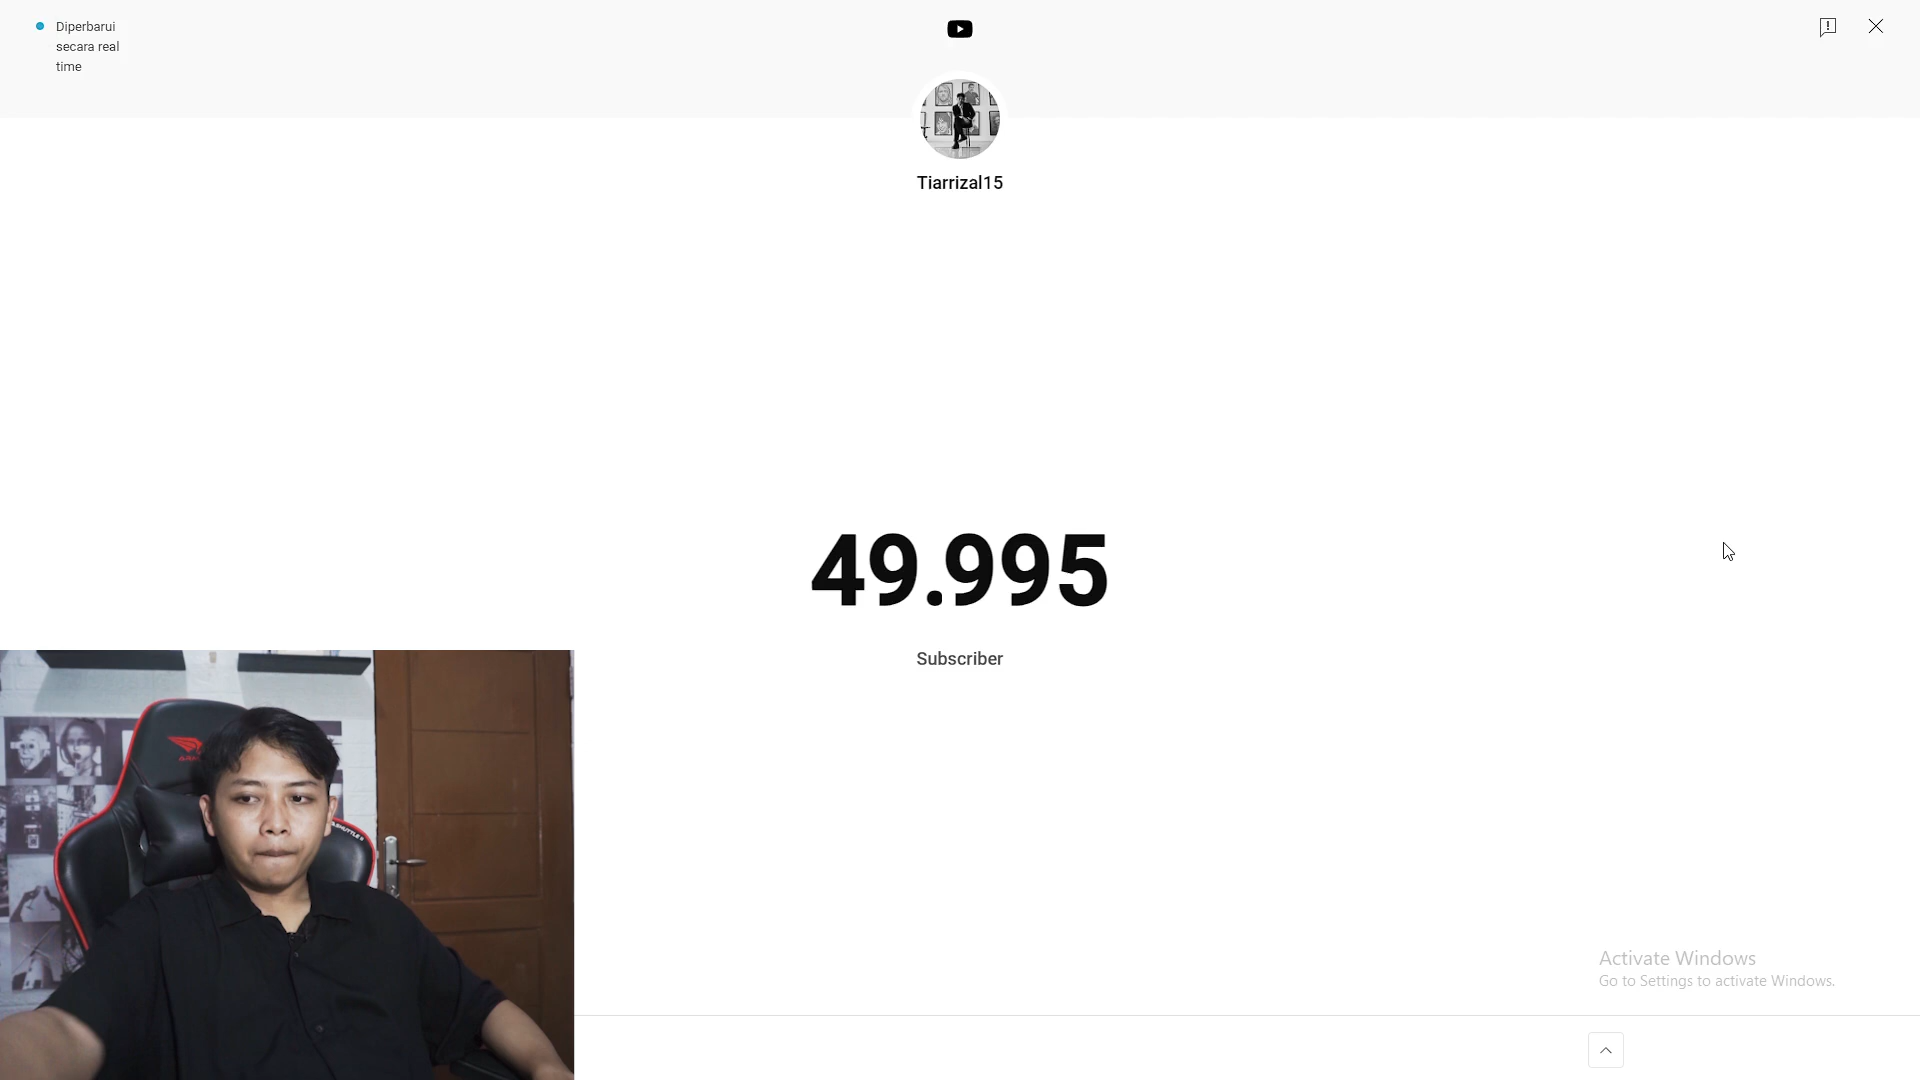 Diperbarui
secara real
time
Tiarrizal15
49.995
Subscriber
Activate Windows
Go to Settings to activate Windows.